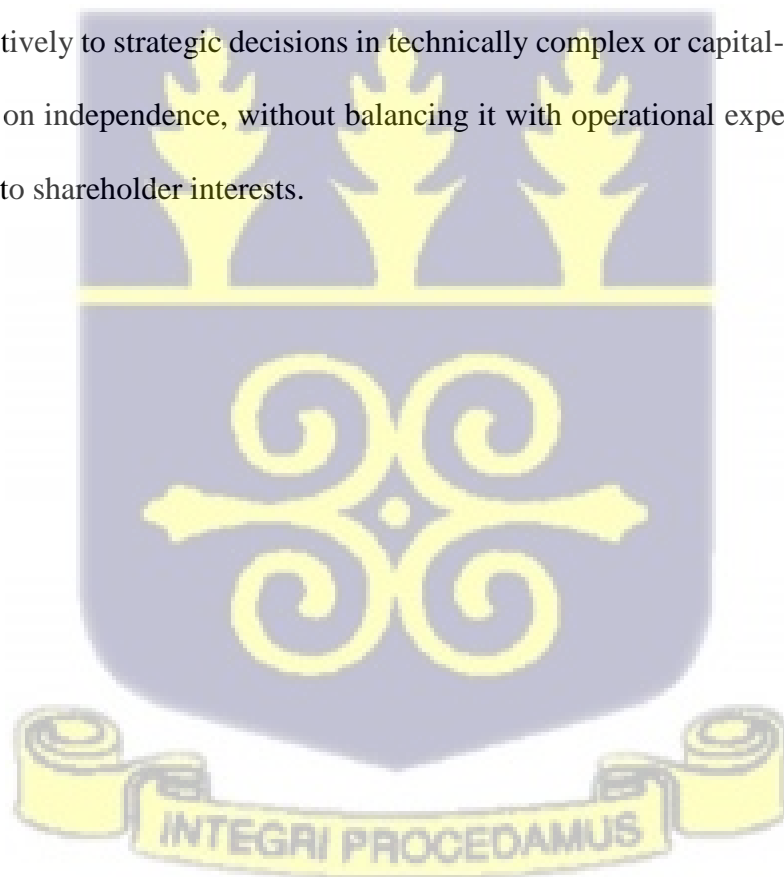 tively to strategic decisions in technically complex or capital-
on independence, without balancing it with operational expe
to shareholder interests.
INTEGRI PROCEDAMUS